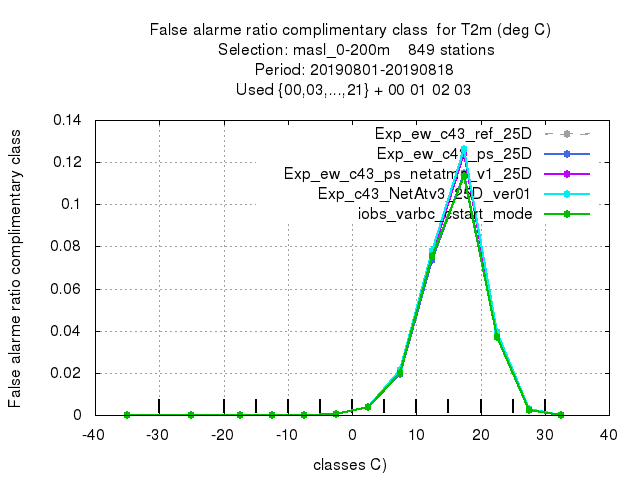 False alarme ratio complimentary class for T2m (deg C)
Selection: masl_0-200m 849 stations
Period: 20190801-20190818
Used {00,03,...,21} + 00 01 02 03
False alarme ratio complimentary class
0.14
0.12
0.1
0.08
0.06
0.04
0.02
0
Exp_ew_c43_ref_25D
Exp_ew_c43_ps_25D
Exp_ew_c43_ps_netatmo_v1_25D
Exp_c43_NetAtv3_25D_ver01
iobs_varbc_cstart_mode
-40 -30 -20 -10 0 10 20 30 40
classes C)